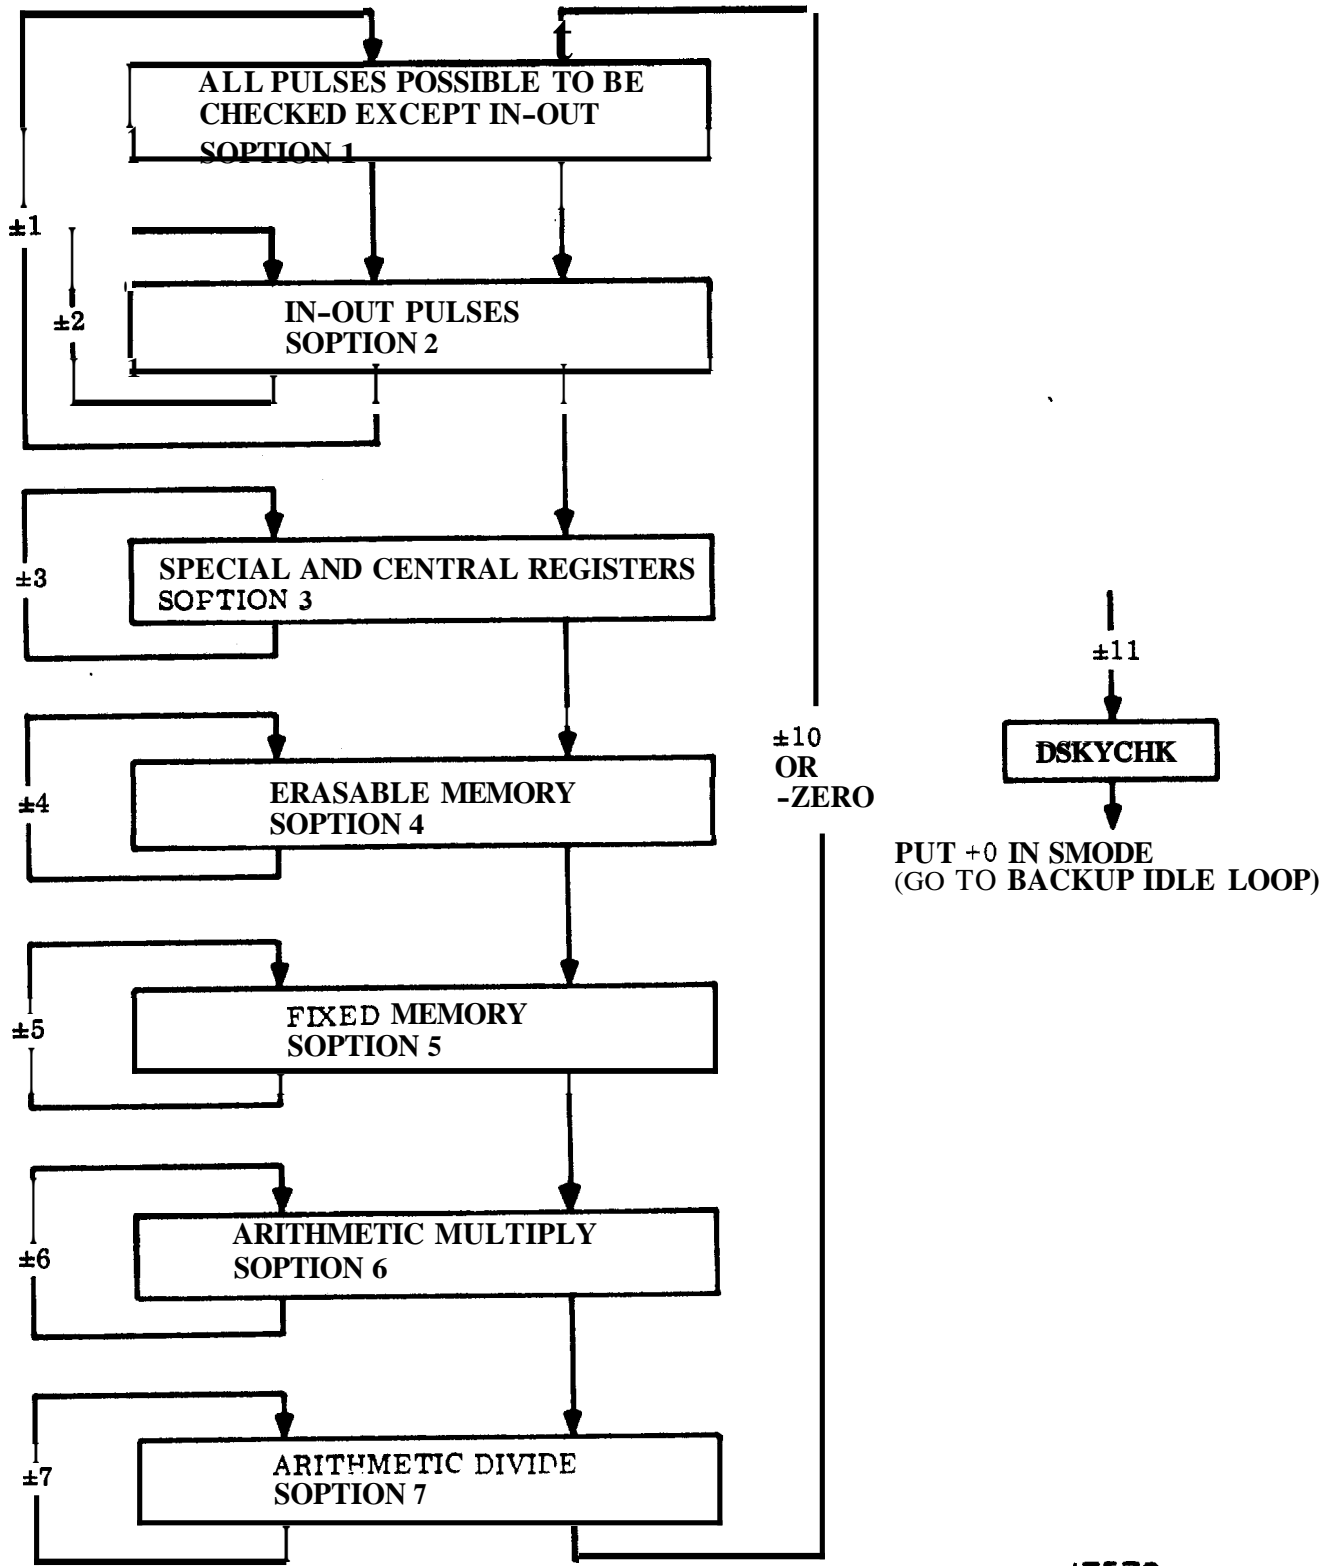 ALL PULSES POSSIBLE TO BE
CHECKED EXCEPT IN-OUT
SOPTION 1
±1
IN-OUT PULSES
SOPTION 2
±2
SPECIAL AND CENTRAL REGISTERS
SOPTION 3
±3
±11
DSKYCHK
PUT +0 IN SMODE
(GO TO BACKUP IDLE LOOP)
±10
OR
-ZERO
ERASABLE MEMORY
SOPTION 4
±4
FIXED MEMORY
SOPTION 5
±5
ARITHMETIC MULTIPLY
SOPTION 6
±6
ARITHMETIC DIVIDE
SOPTION 7
±7